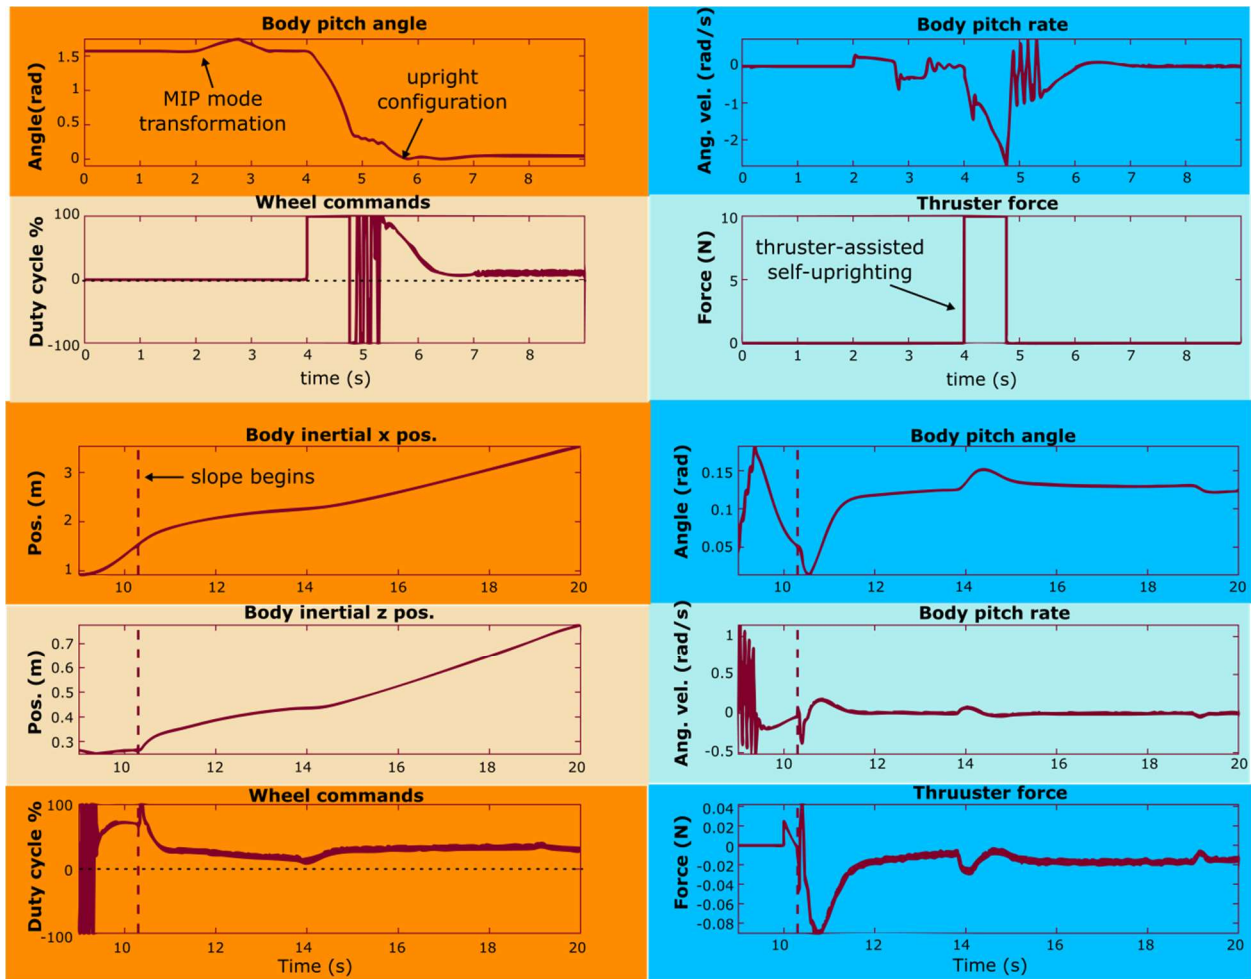 Body pitch angle
Angle(rad)
1.5
1
0.5
0
MIP mode
transformation
upright
configuration
0 1 2 3 4 5 6 7 8
Body pitch rate
Ang. vel. (rad/s)
0
-1
-2
0 1 2 3 4 5 6 7 8
Wheel commands
Duty cycle %
100
0
-100
0 1 2 3 4 5 6 7 8
time (s)
Thruster force
Force (N)
10
5
0
thruster-assisted
self-uprighting
0 1 2 3 4 5 6 7 8
time (s)
Body inertial x pos.
Pos. (m)
3
2
1
slope begins
10 12 14 16 18 20
Body pitch angle
Angle (rad)
0.15
0.10
0.05
10 12 14 16 18 20
Body inertial z pos.
Pos. (m)
0.7
0.6
0.5
0.4
0.3
10 12 14 16 18 20
Body pitch rate
Ang. vel. (rad/s)
1
0.5
0
-0.5
10 12 14 16 18 20
Wheel commands
Duty cycle %
100
0
-100
10 12 14 16 18 20
Time (s)
Thruuster force
Force (N)
0.04
0.02
0
-0.02
-0.04
-0.06
-0.08
10 12 14 16 18 20
Time (s)